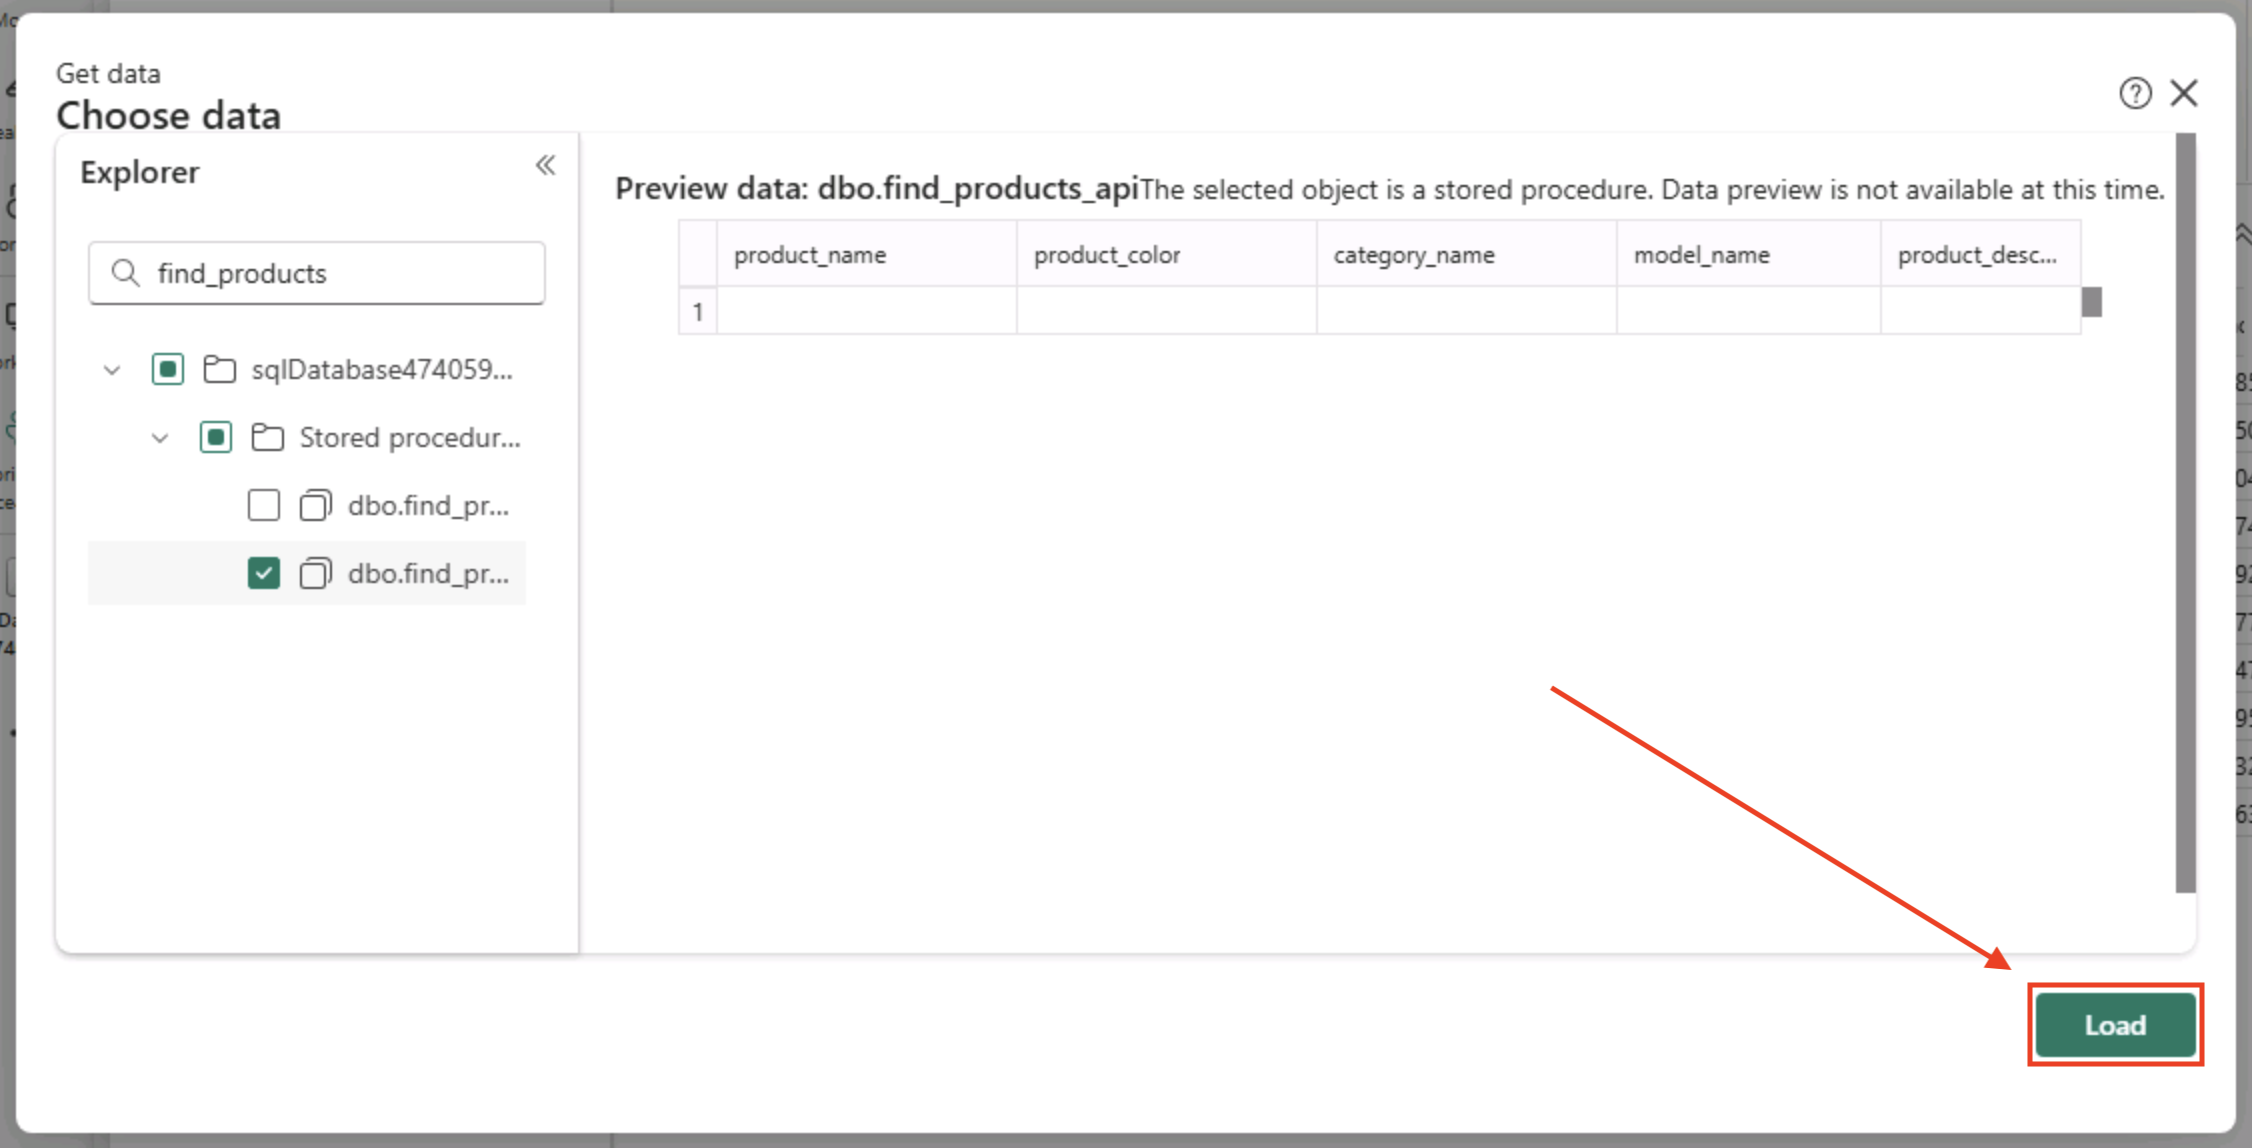 Get data
Choose data
Explorer
find_products
sqlDatabase474059...
Stored procedur...
dbo.find_pr...
dbo.find_pr...
Preview data: dbo.find_products_apiThe selected object is a stored procedure. Data preview is not available at this time.
product_name product_color category_name model_name product_desc...
1
Load